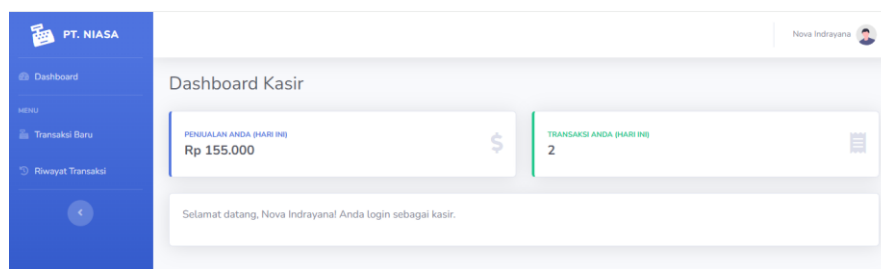 PT. NIASA
Nova Indrayana
Dashboard
Dashboard Kasir
MENU
Transaksi Baru
Riwayat Transaksi
PENJUALAN ANDA (HARI INI)
Rp 155.000
TRANSAKSI ANDA (HARI INI)
2
Selamat datang, Nova Indrayana! Anda login sebagai kasir.